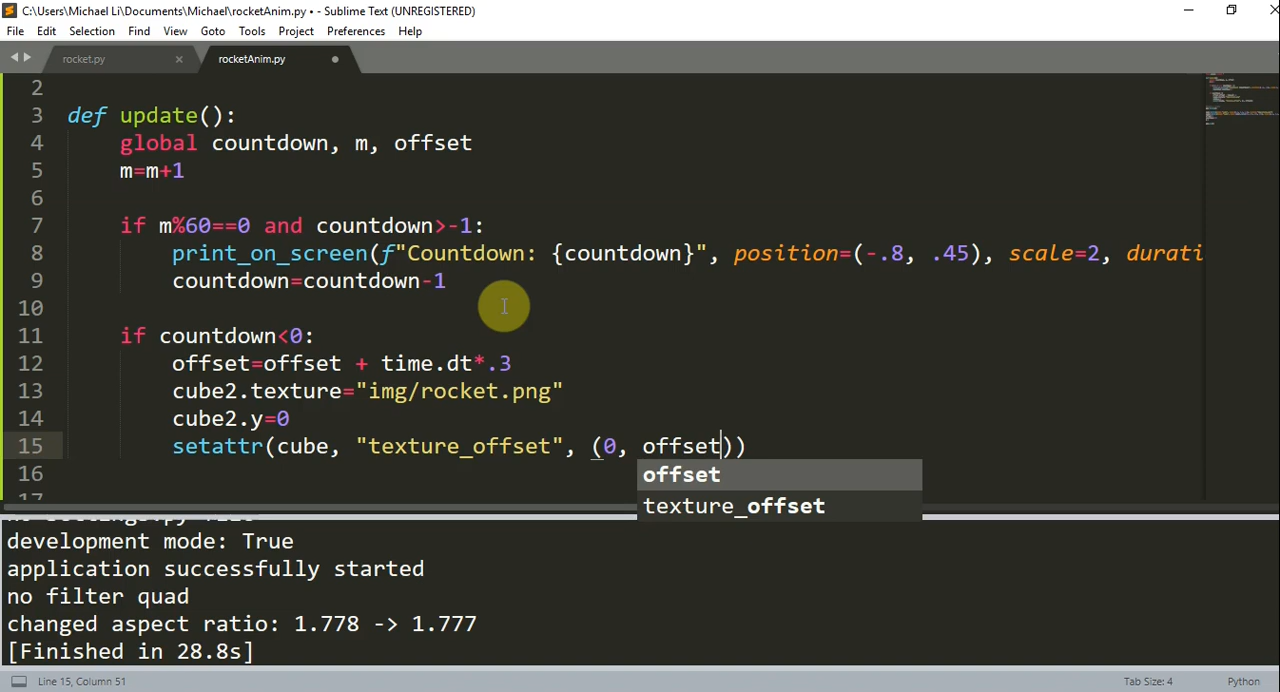 C:\Users\Michael Li\Documents\Michael\rocketAnim.py • - Sublime Text (UNREGISTERED)
File Edit Selection Find View Goto Tools Project Preferences Help
rocket.py rocketAnim.py
2
3 def update():
4 global countdown, m, offset
5 m=m+1
6
7 if m%60==0 and countdown>-1:
8 print_on_screen(f"Countdown: {countdown}", position=(-.8, .45), scale=2, durati
9 countdown=countdown-1
10
11 if countdown<0:
12 offset=offset + time.dt*.3
13 cube2.texture="img/rocket.png"
14 cube2.y=0
15 setattr(cube, "texture_offset", (0, offset))
offset
16
texture_offset
17
development mode: True
application successfully started
no filter quad
changed aspect ratio: 1.778 -> 1.777
[Finished in 28.8s]
Line 15, Column 51 Tab Size: 4 Python